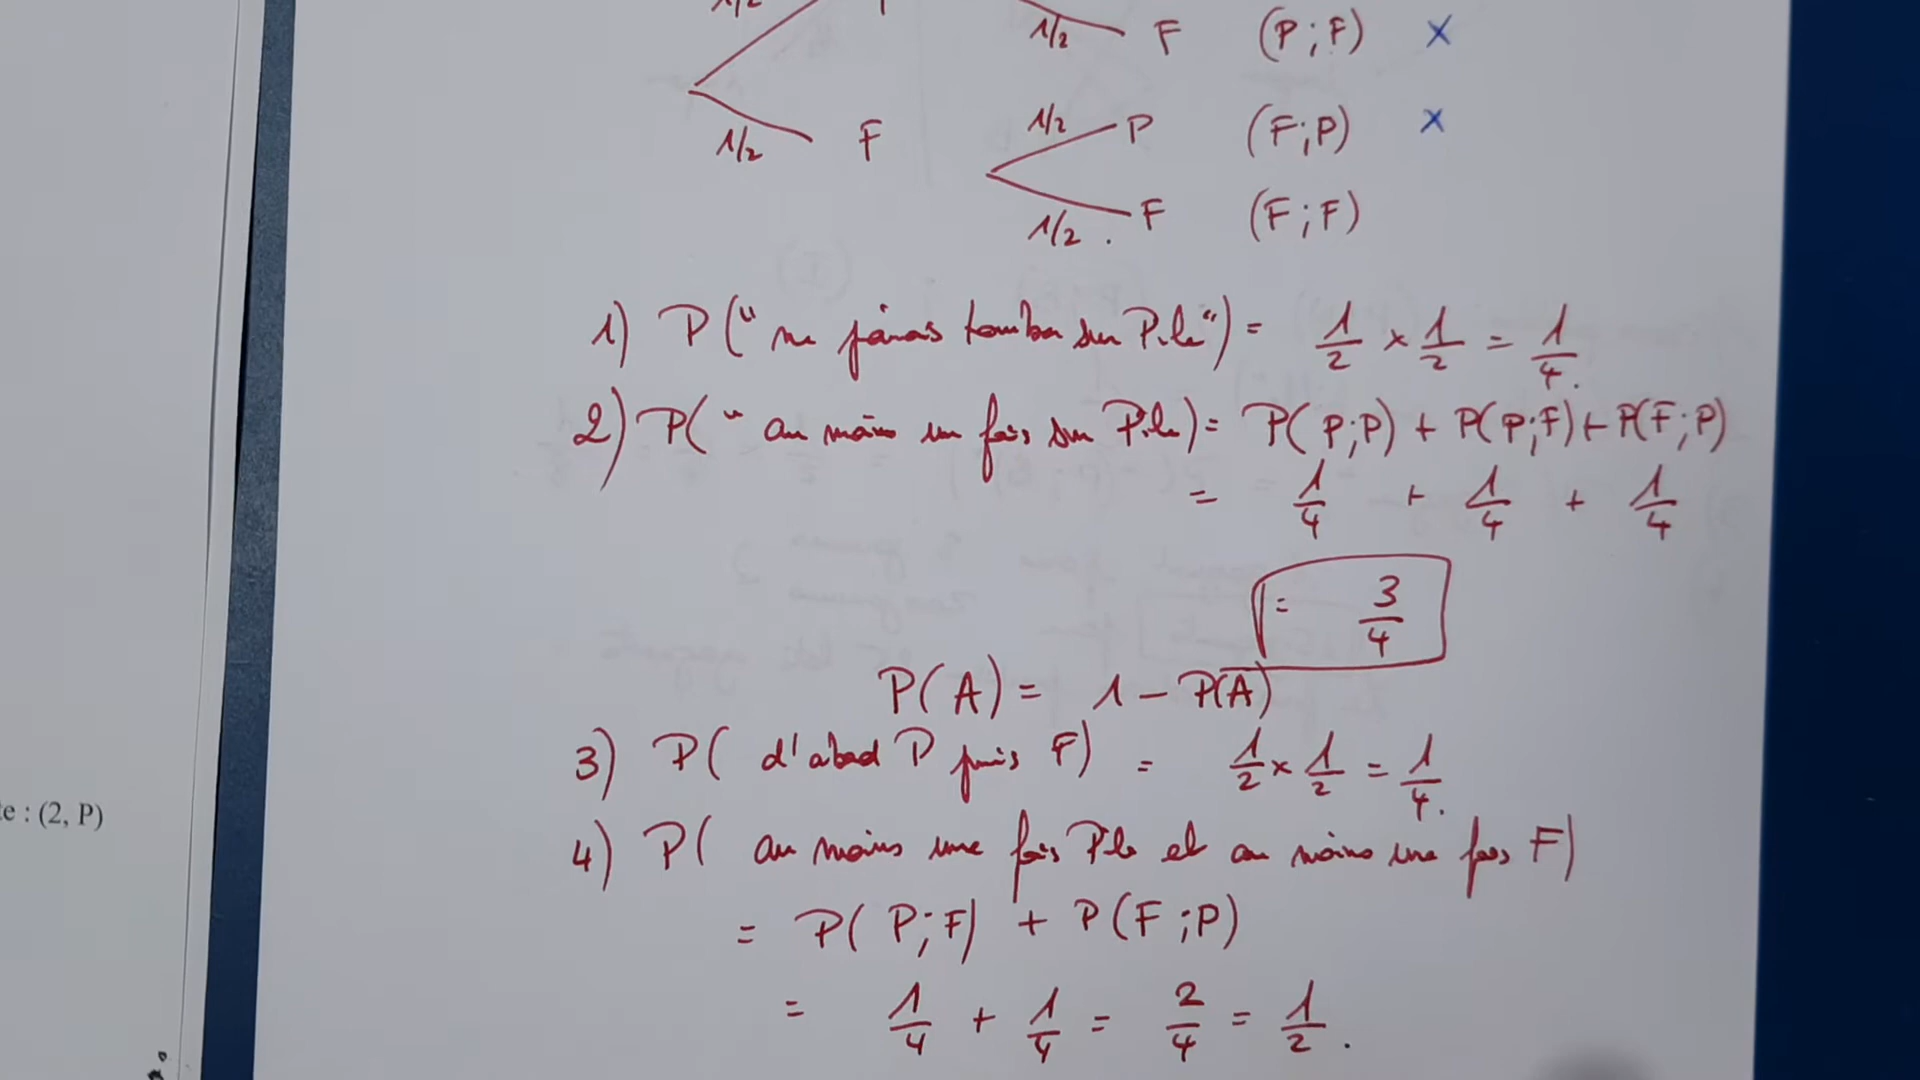 1/2
1/2 F (P ; F) x
1/2 F 1/2 P (F ; P) x
1/2 . F (F ; F)
1) P(" ne jamais tomber sur Pile") = 1/2 x 1/2 = 1/4.
2) P(" au moins un fois sur Pile) = P( P ; P) + P( P ; F) + P(F ; P)
= 1/4 + 1/4 + 1/4
= 3/4
P(A) = 1 - P(A̅)
3) P( d'abord P puis F) = 1/2 x 1/2 = 1/4.
4) P( au moins une fois Pile et au moins une fois F)
= P( P ; F) + P(F ; P)
= 1/4 + 1/4 = 2/4 = 1/2.
te : (2, P)